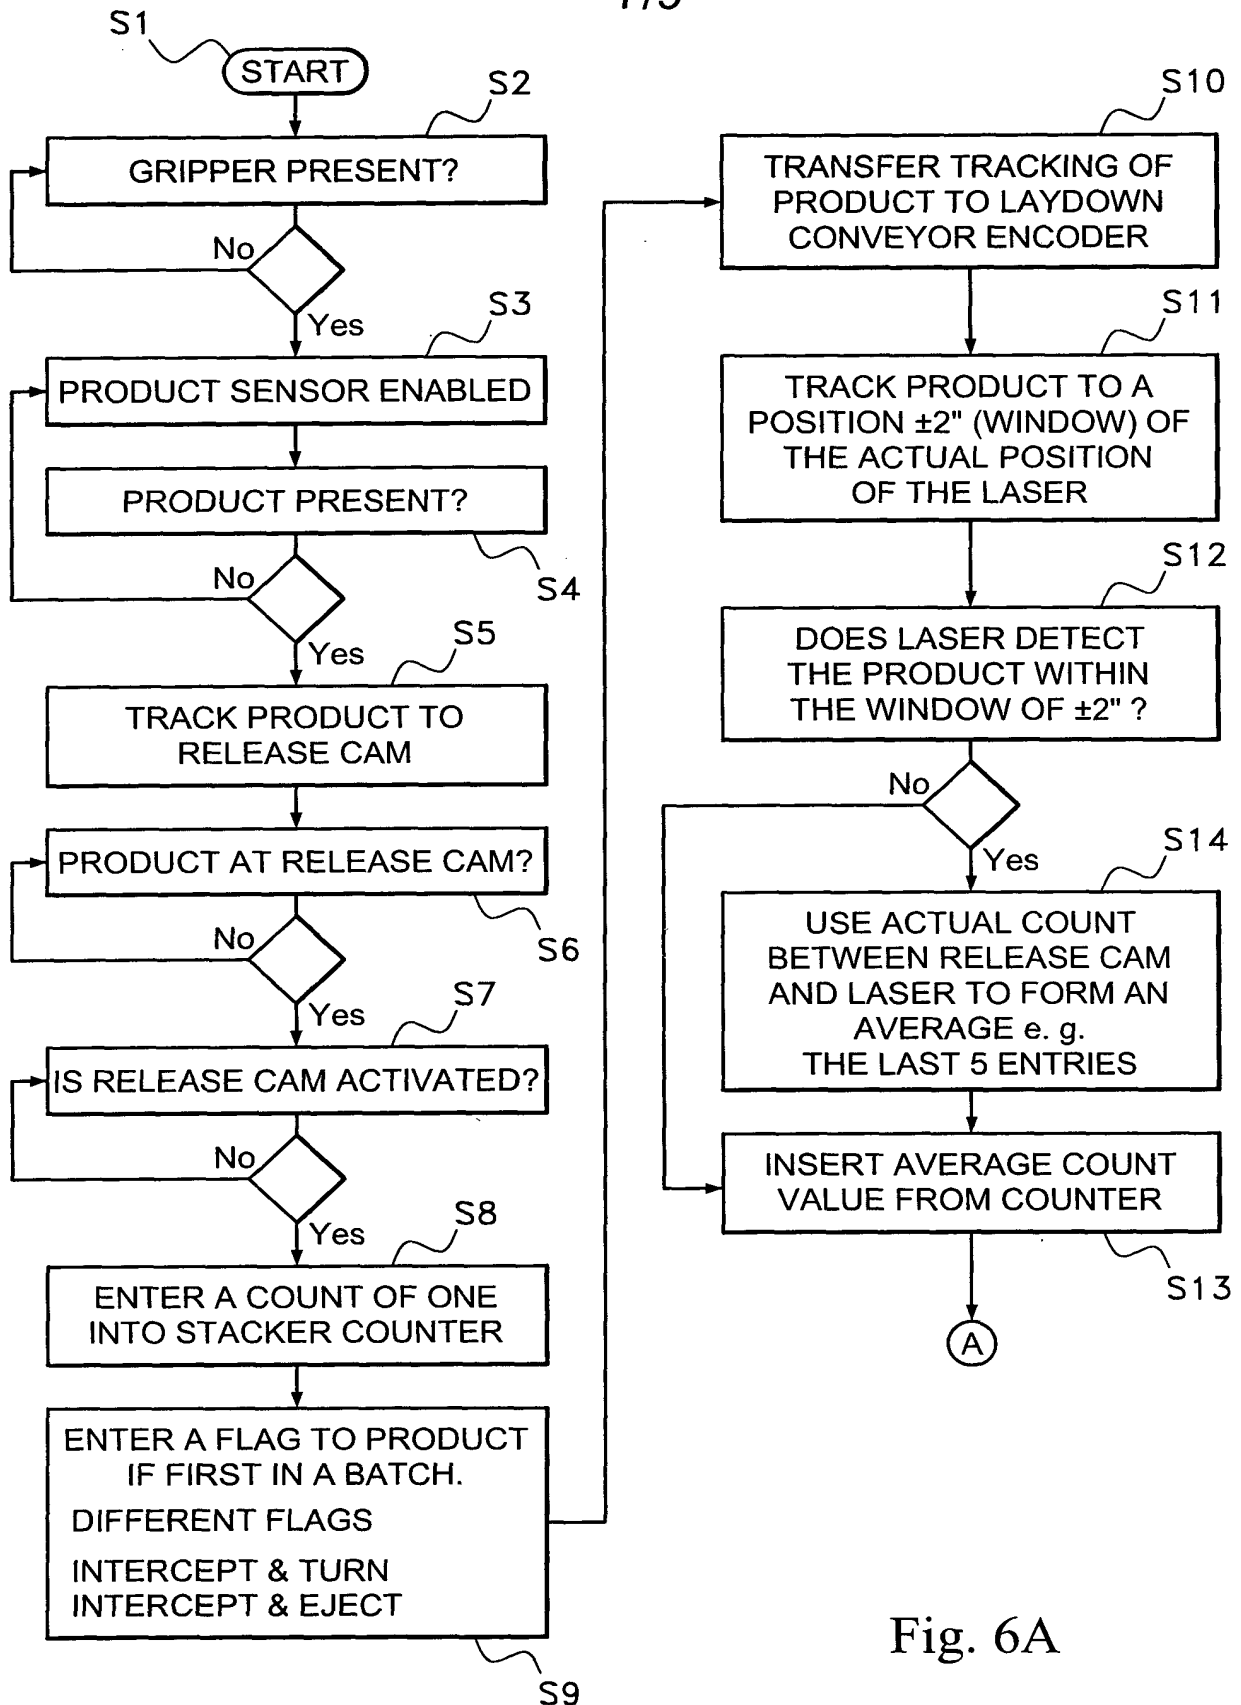 S1
START
S2
GRIPPER PRESENT?
No
Yes
S3
PRODUCT SENSOR ENABLED
PRODUCT PRESENT?
S4
No
Yes
S5
TRACK PRODUCT TO
RELEASE CAM
PRODUCT AT RELEASE CAM?
S6
No
Yes
S7
IS RELEASE CAM ACTIVATED?
No
Yes
S8
ENTER A COUNT OF ONE
INTO STACKER COUNTER
ENTER A FLAG TO PRODUCT
IF FIRST IN A BATCH.
DIFFERENT FLAGS
INTERCEPT & TURN
INTERCEPT & EJECT
S9
S10
TRANSFER TRACKING OF
PRODUCT TO LAYDOWN
CONVEYOR ENCODER
S11
TRACK PRODUCT TO A
POSITION ±2" (WINDOW) OF
THE ACTUAL POSITION
OF THE LASER
S12
DOES LASER DETECT
THE PRODUCT WITHIN
THE WINDOW OF ±2" ?
No
Yes
S14
USE ACTUAL COUNT
BETWEEN RELEASE CAM
AND LASER TO FORM AN
AVERAGE e. g.
THE LAST 5 ENTRIES
INSERT AVERAGE COUNT
VALUE FROM COUNTER
S13
A
Fig. 6A